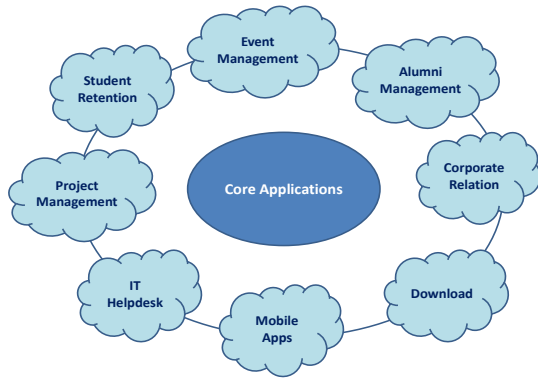 Event
Management
Student
Retention
Alumni
Management
Project
Management
Core Applications
Corporate
Relation
IT
Helpdesk
Download
Mobile
Apps